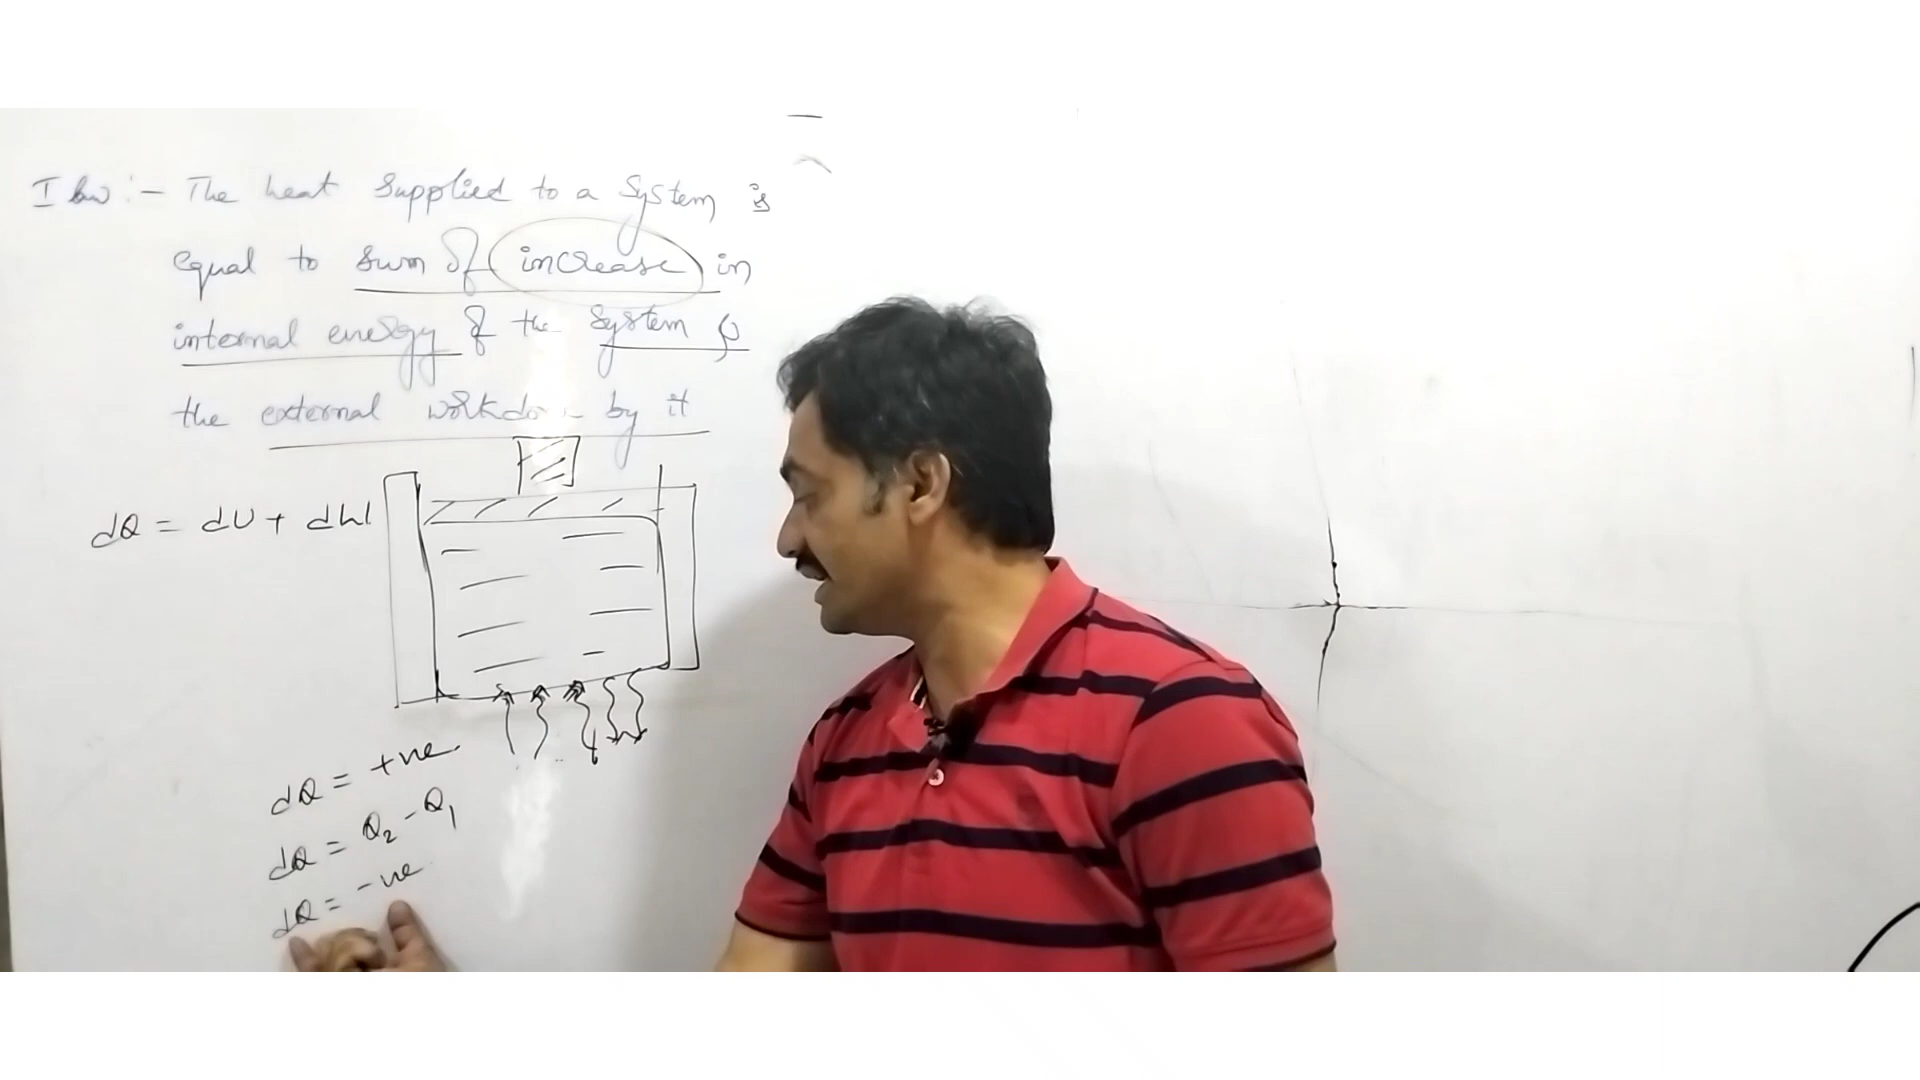 I law :- The heat supplied to a system is
equal to sum of increase in
internal energy of the system &
the external workdone by it
dQ = dU + dW
dQ = +ve
dQ = Q₂ - Q₁
dQ = -ve